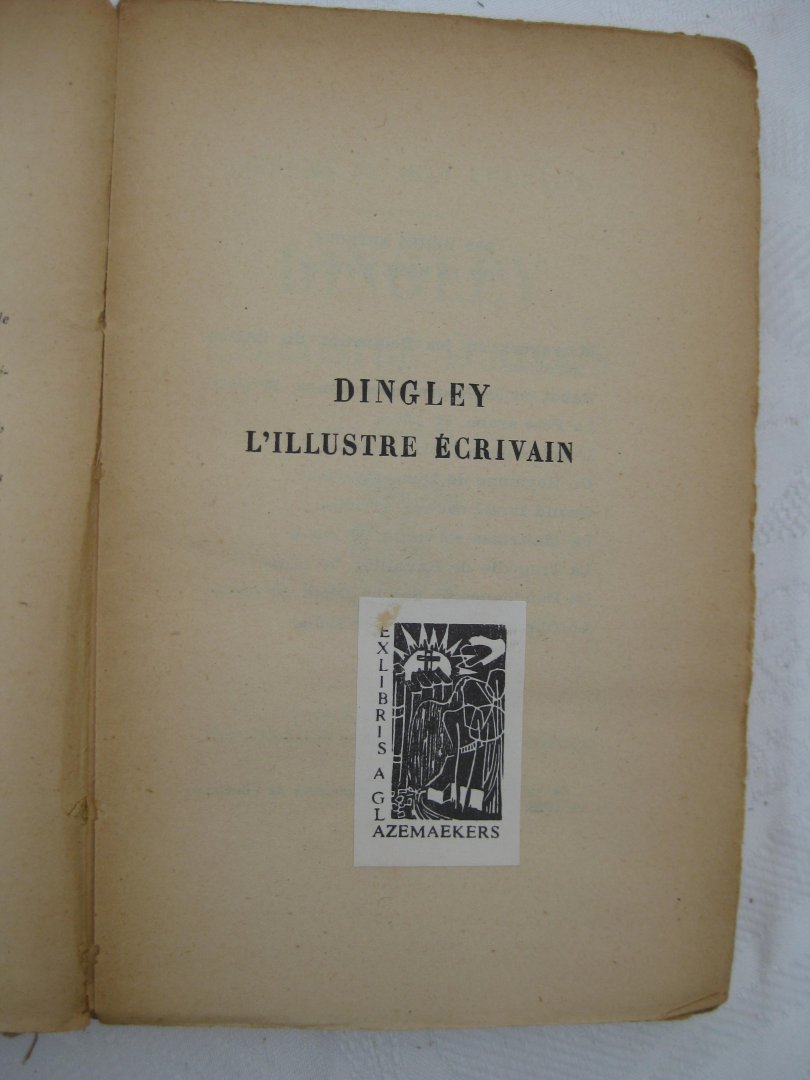 DINGLEY
L'ILLUSTRE ÉCRIVAIN
EXLIBRIS A GL
AZEMAEKERS